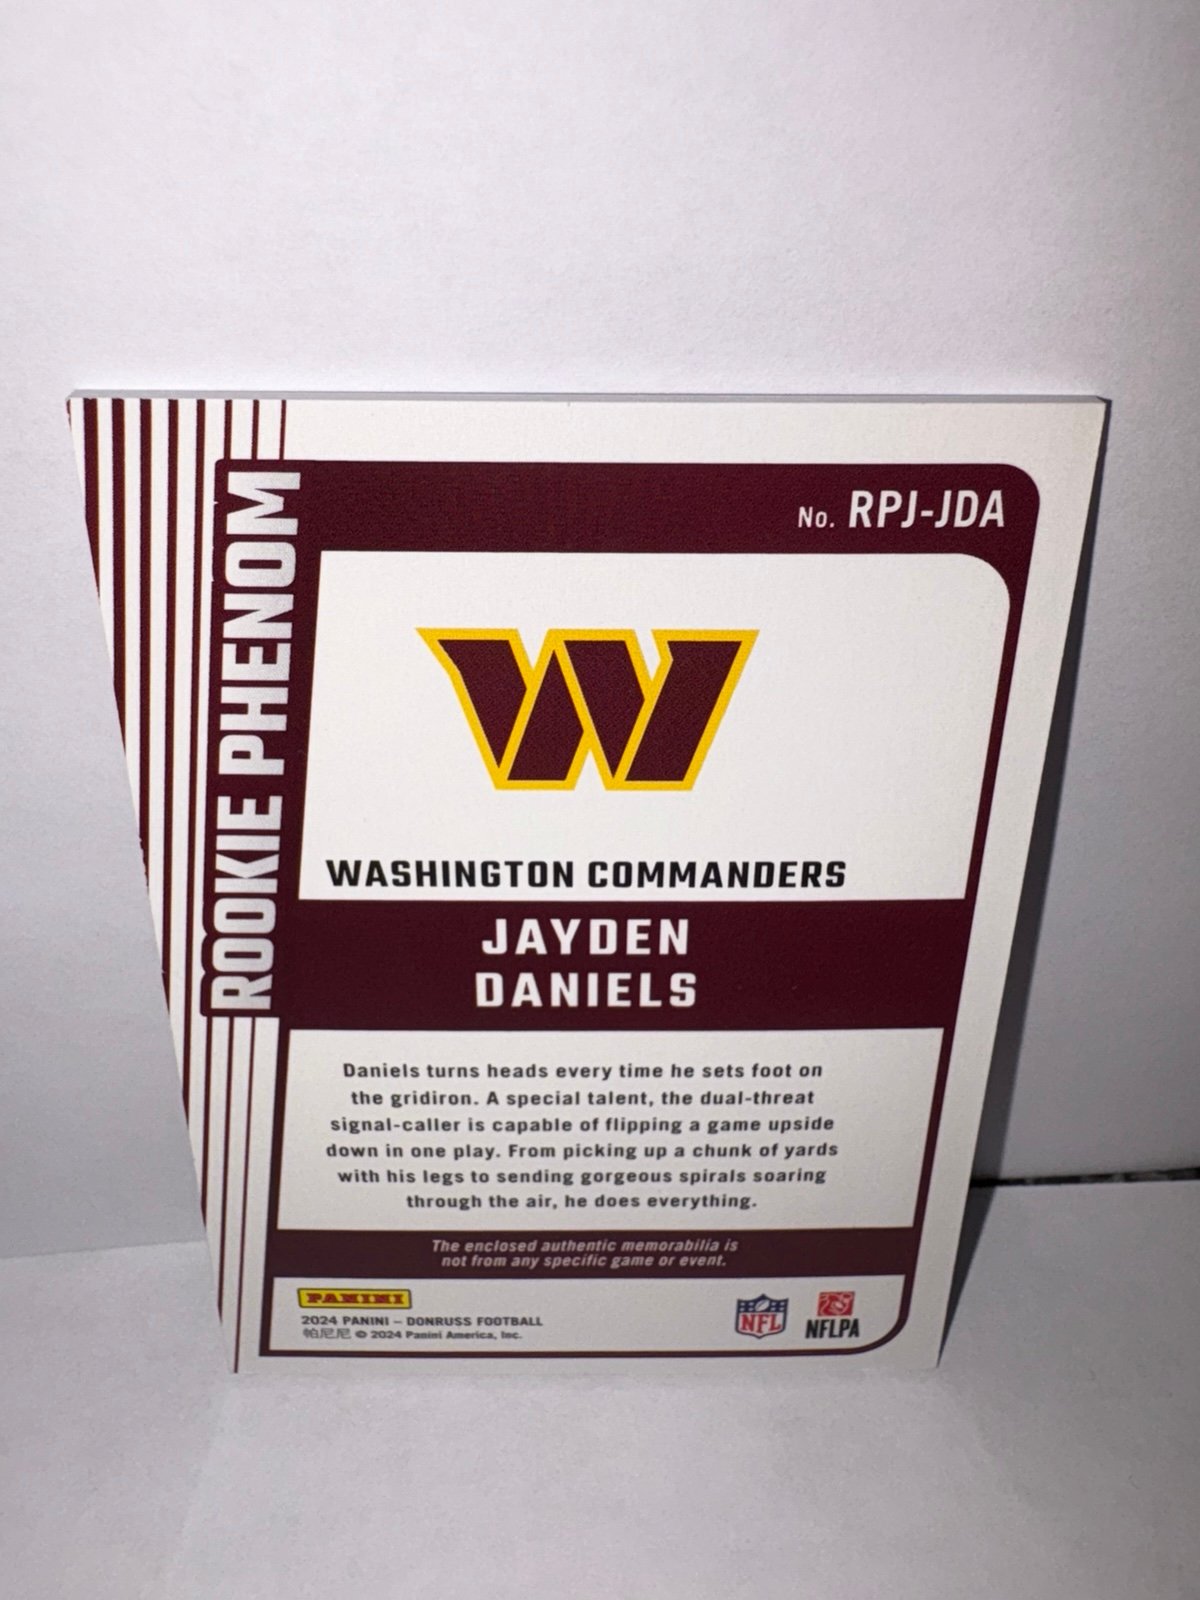 No. RPJ-JDA
ROOKIE PHENOM
W
WASHINGTON COMMANDERS
JAYDEN
DANIELS
Daniels turns heads every time he sets foot on
the gridiron. A special talent, the dual-threat
signal-caller is capable of flipping a game upside
down in one play. From picking up a chunk of yards
with his legs to sending gorgeous spirals soaring
through the air, he does everything.
The enclosed authentic memorabilia is
not from any specific game or event.
PANINI
2024 PANINI – DONRUSS FOOTBALL
帕尼尼 © 2024 Panini America, Inc.
NFL
NFLPA